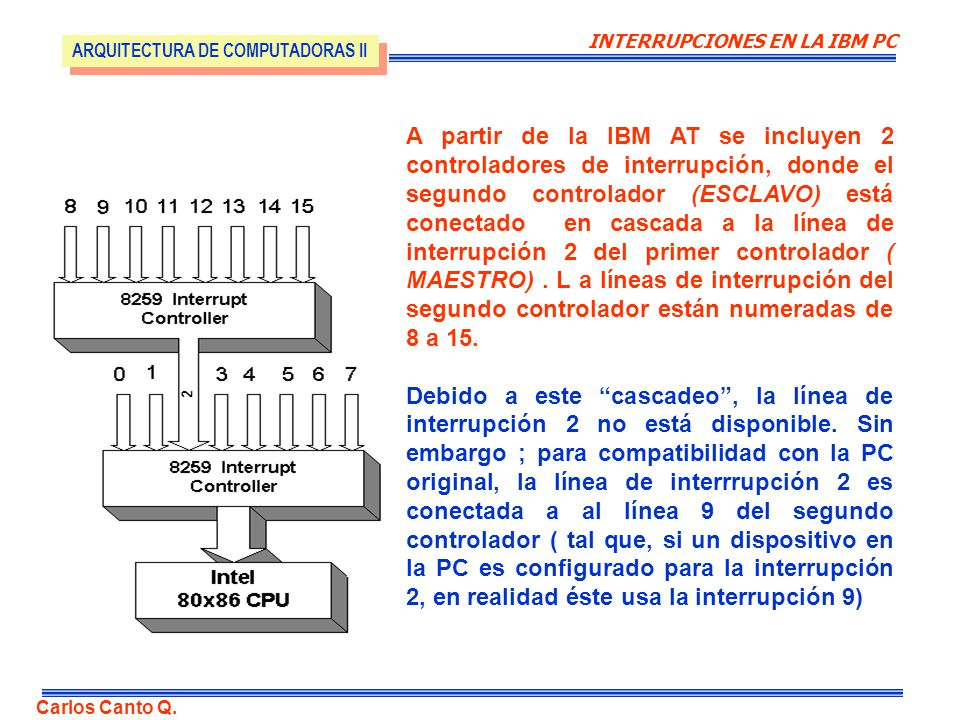 ARQUITECTURA DE COMPUTADORAS II
INTERRUPCIONES EN LA IBM PC
A partir de la IBM AT se incluyen 2
controladores de interrupción, donde el
segundo controlador (ESCLAVO) está
conectado en cascada a la línea de
interrupción 2 del primer controlador (
MAESTRO) . L a líneas de interrupción del
segundo controlador están numeradas de
8 a 15.
Debido a este “cascadeo”, la línea de
interrupción 2 no está disponible. Sin
embargo ; para compatibilidad con la PC
original, la línea de interrrupción 2 es
conectada a al línea 9 del segundo
controlador ( tal que, si un dispositivo en
la PC es configurado para la interrupción
2, en realidad éste usa la interrupción 9)
8 9 10 11 12 13 14 15
8259 Interrupt
Controller
2
0 1 3 4 5 6 7
8259 Interrupt
Controller
Intel
80x86 CPU
Carlos Canto Q.